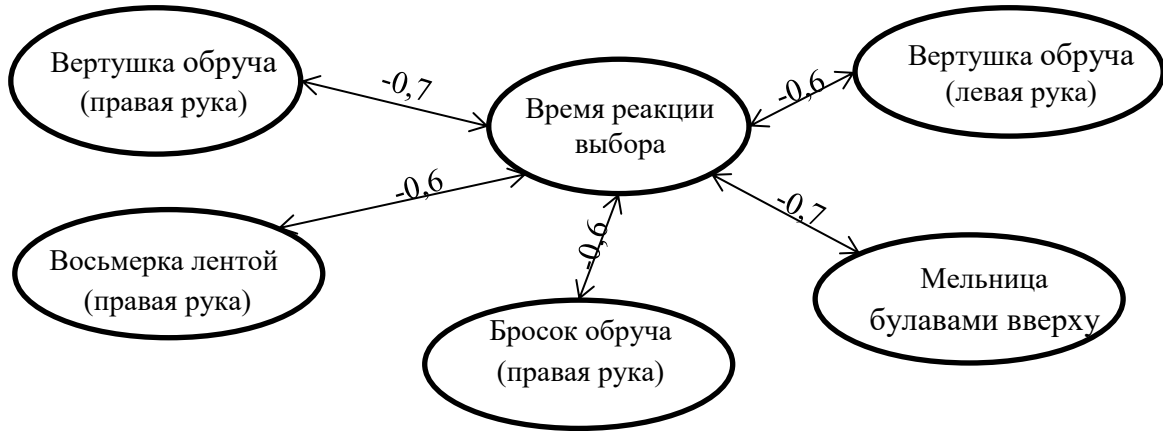 Вертушка обруча
(правая рука)
-0,7
Время реакции
выбора
-0,6
Вертушка обруча
(левая рука)
-0,6
Восьмерка лентой
(правая рука)
-0,6
Бросок обруча
(правая рука)
-0,7
Мельница
булавами вверху